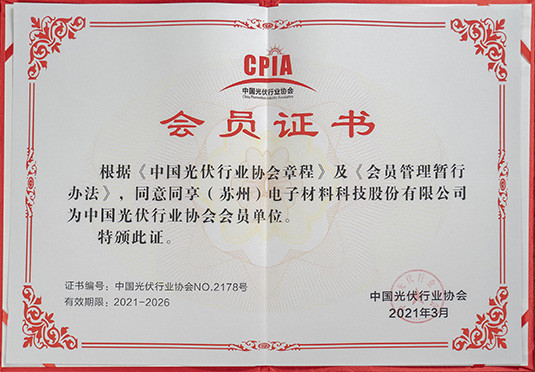 CPIA
中国光伏行业协会
China Photovoltaic Industry Association
会员证书
根据《中国光伏行业协会章程》及《会员管理暂行
办法》，同意同享（苏州）电子材料科技股份有限公司
为中国光伏行业协会会员单位。
特颁此证。
证书编号：中国光伏行业协会NO.2178号
有效期限：2021-2026
中国光伏行业协会
2021年3月